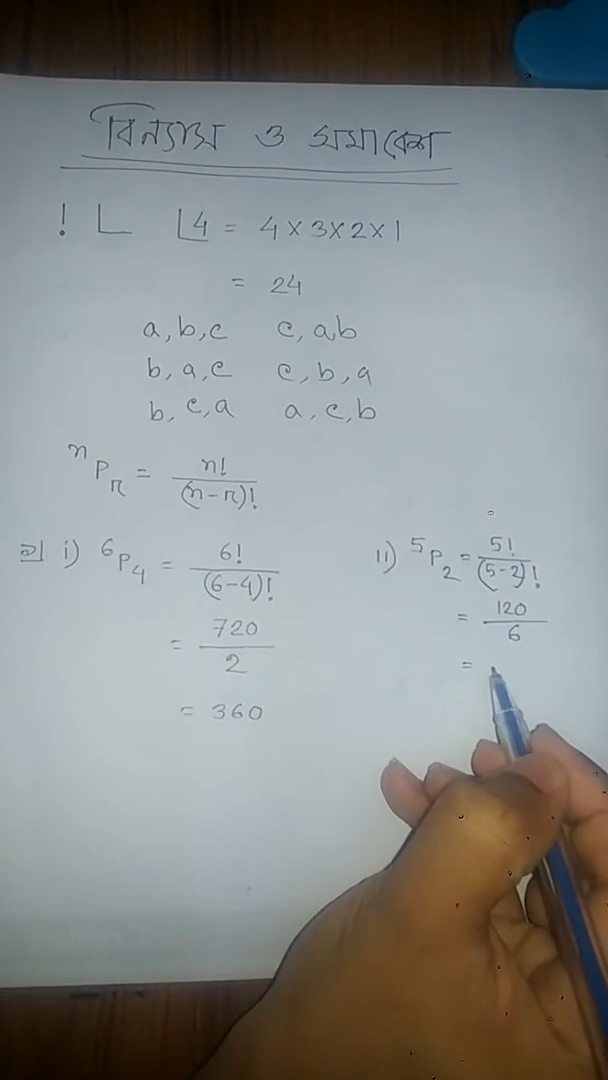 বিন্যাস ও সমাবেশ
! ∟ ∟4 = 4 × 3 × 2 × 1
= 24
a, b, c c, a, b
b, a, c c, b, a
b, c, a a, c, b
ⁿPᵣ = n! / (n-r)!
i) ⁶P₄ = 6! / (6-4)!
= 720 / 2
= 360
ii) ⁵P₂ = 5! / (5-2)!
= 120 / 6
=